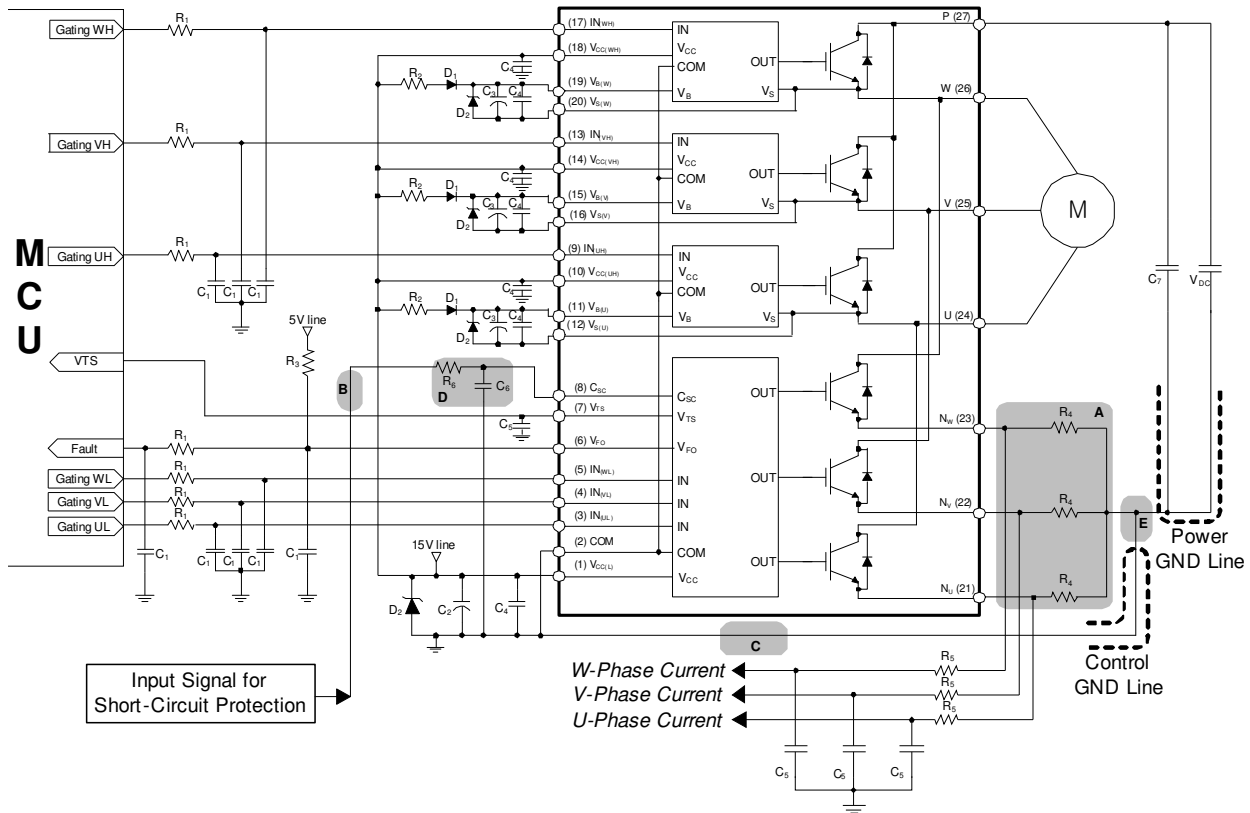 Gating WH
R1
(17) IN(WH)
IN
P (27)
(18) VCC(WH)
VCC
C4
COM
OUT
R2
D1
(19) VB(W)
VB
VS
W (26)
D2
C3
C4
(20) VS(W)
Gating VH
R1
(13) IN(VH)
IN
(14) VCC(VH)
VCC
C4
COM
OUT
R2
D1
(15) VB(V)
VB
VS
V (25)
D2
C3
C4
(16) VS(V)
M
MCU
Gating UH
R1
(9) IN(UH)
IN
(10) VCC(UH)
VCC
C1
C1
C1
C4
COM
OUT
C7
VDC
R2
D1
(11) VB(U)
VB
VS
U (24)
D2
C3
C4
(12) VS(U)
5V line
R3
VTS
B
R6
D
C6
(8) CSC
CSC
OUT
(7) VTS
VTS
C5
NW (23)
R4
A
Fault
R1
(6) VFO
VFO
Gating WL
R1
(5) IN(WL)
IN
OUT
Gating VL
R1
(4) IN(VL)
IN
NV (22)
R4
E
Gating UL
R1
(3) IN(UL)
IN
Power
GND Line
C1
C1
C1
C1
C1
15V line
(2) COM
COM
OUT
(1) VCC(L)
VCC
NU (21)
R4
D2
C2
C4
C
Control
GND Line
Input Signal for
Short-Circuit Protection
W-Phase Current
R5
V-Phase Current
R5
U-Phase Current
R5
C5
C5
C5